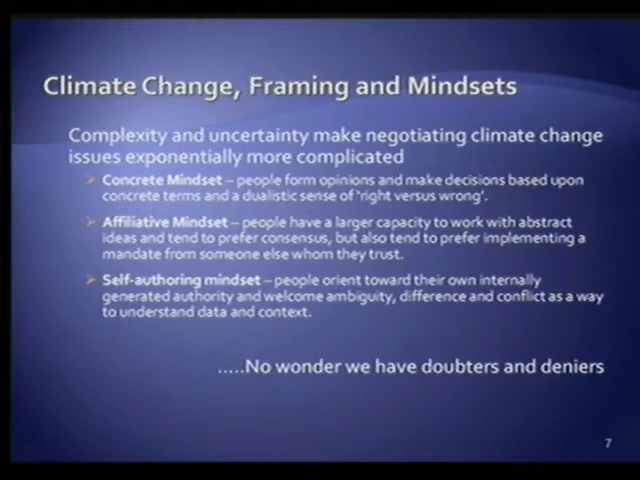 Climate Change, Framing and Mindsets
Complexity and uncertainty make negotiating climate change
issues exponentially more complicated
Concrete Mindset – people form opinions and make decisions based upon
concrete terms and a dualistic sense of 'right versus wrong'.
Affiliative Mindset – people have a larger capacity to work with abstract
ideas and tend to prefer consensus, but also tend to prefer implementing a
mandate from someone else whom they trust.
Self-authoring mindset – people orient toward their own internally
generated authority and welcome ambiguity, difference and conflict as a way
to understand data and context.
.....No wonder we have doubters and deniers
7